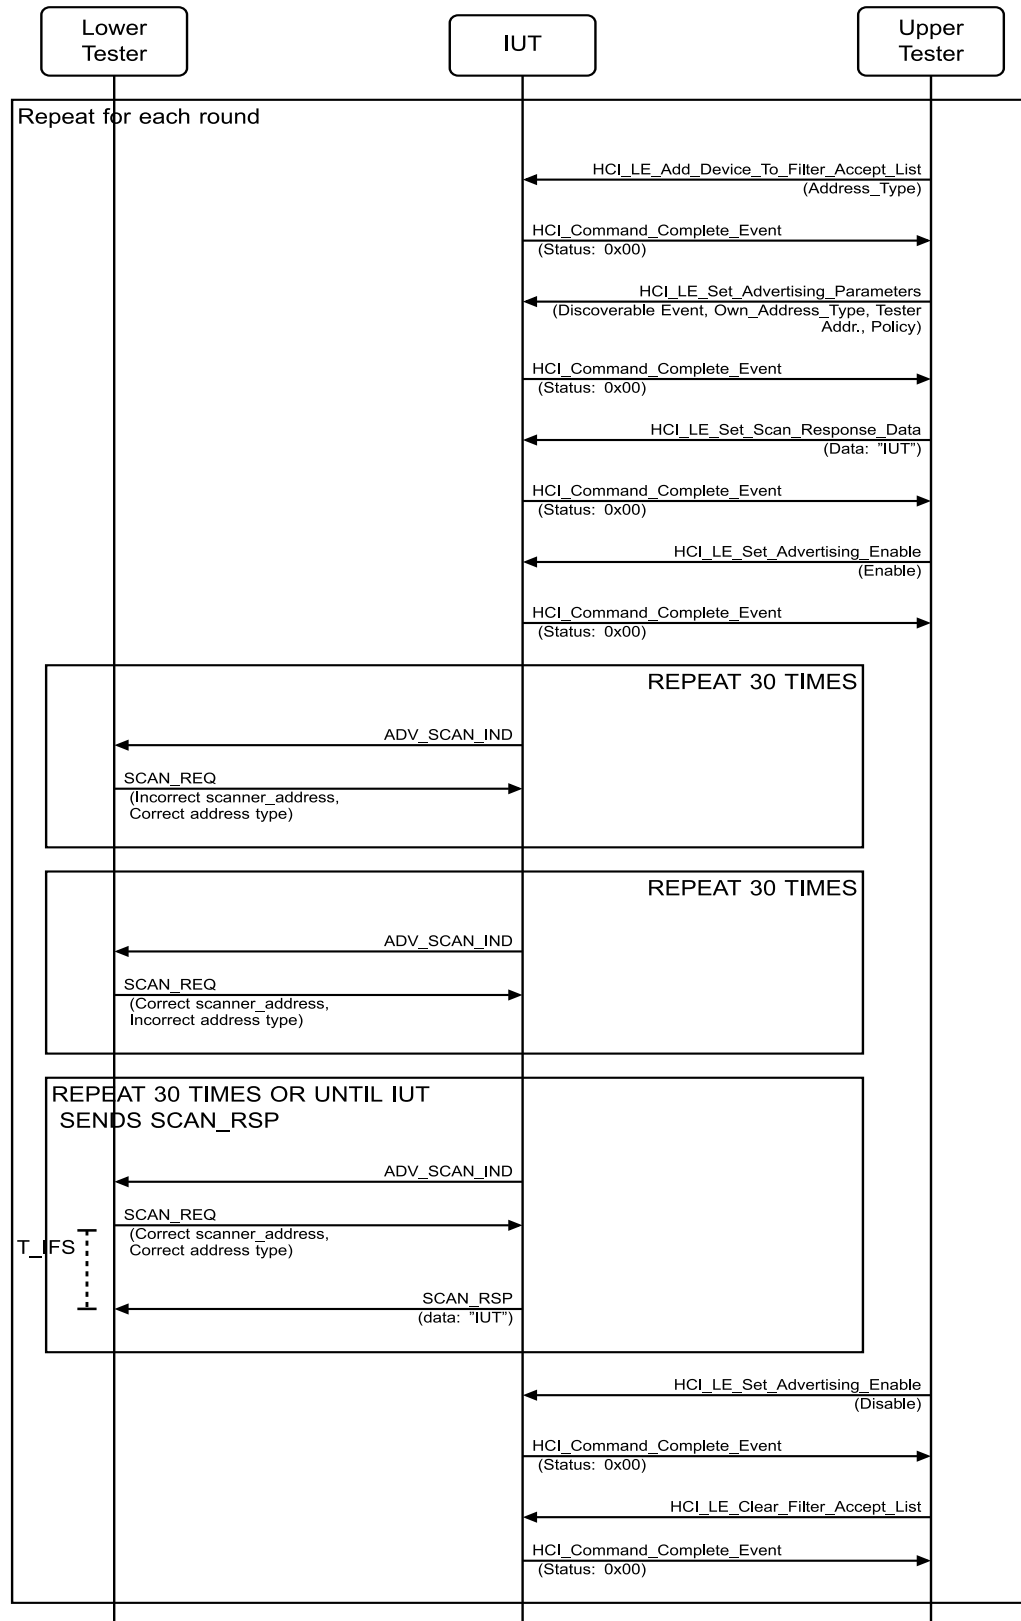 Lower
Tester
IUT
Upper
Tester
Repeat for each round
HCI_LE_Add_Device_To_Filter_Accept_List
(Address_Type)
HCI_Command_Complete_Event
(Status: 0x00)
HCI_LE_Set_Advertising_Parameters
(Discoverable Event, Own_Address_Type, Tester
Addr., Policy)
HCI_Command_Complete_Event
(Status: 0x00)
HCI_LE_Set_Scan_Response_Data
(Data: "IUT")
HCI_Command_Complete_Event
(Status: 0x00)
HCI_LE_Set_Advertising_Enable
(Enable)
HCI_Command_Complete_Event
(Status: 0x00)
REPEAT 30 TIMES
ADV_SCAN_IND
SCAN_REQ
(Incorrect scanner_address,
Correct address type)
REPEAT 30 TIMES
ADV_SCAN_IND
SCAN_REQ
(Correct scanner_address,
Incorrect address type)
REPEAT 30 TIMES OR UNTIL IUT
SENDS SCAN_RSP
ADV_SCAN_IND
SCAN_REQ
(Correct scanner_address,
Correct address type)
T_IFS
SCAN_RSP
(data: "IUT")
HCI_LE_Set_Advertising_Enable
(Disable)
HCI_Command_Complete_Event
(Status: 0x00)
HCI_LE_Clear_Filter_Accept_List
HCI_Command_Complete_Event
(Status: 0x00)